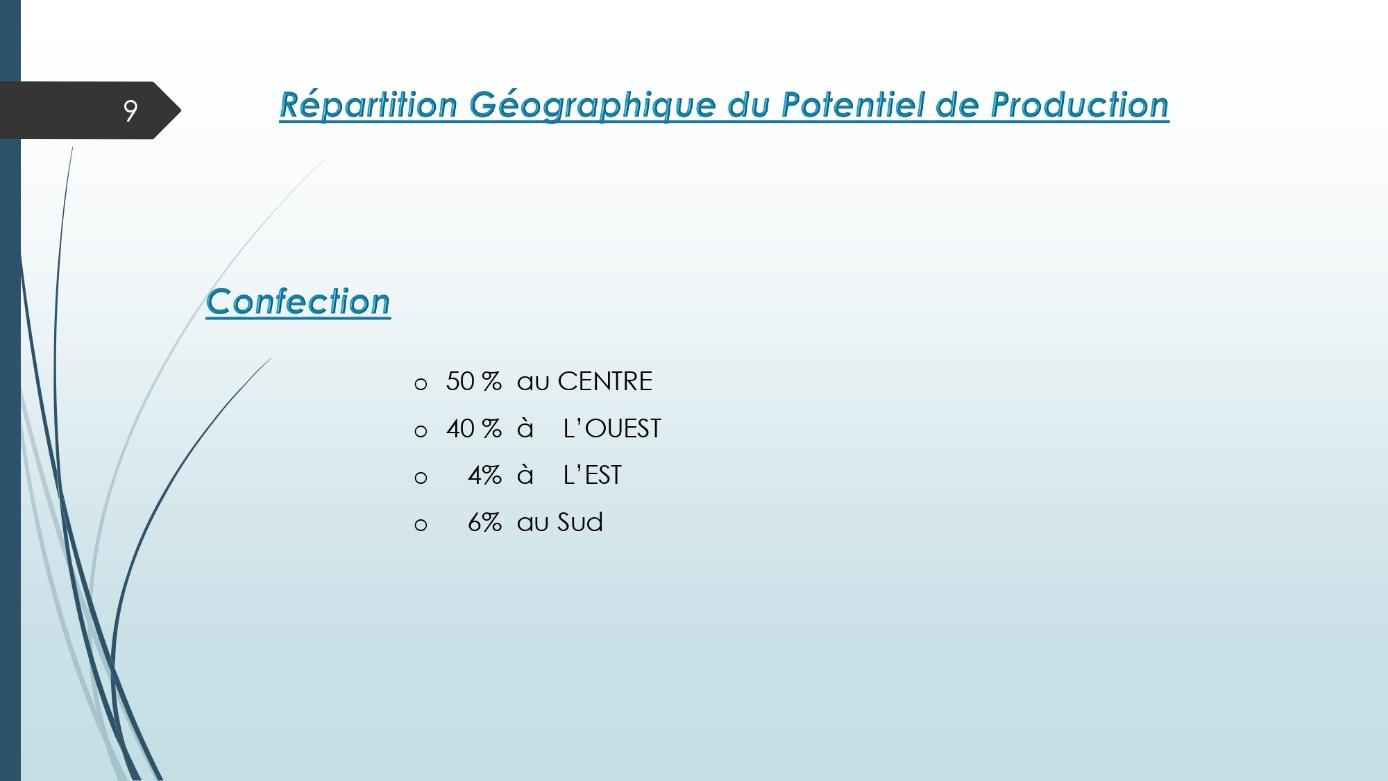 9
Répartition Géographique du Potentiel de Production
Confection
o 50 % au CENTRE
o 40 % à L’OUEST
o 4% à L’EST
o 6% au Sud